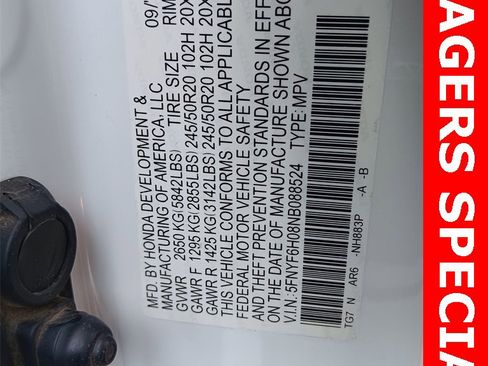 MFD. BY HONDA DEVELOPMENT & 09/
MANUFACTURING OF AMERICA, LLC
GVWR 2650 KG(5842LBS) TIRE SIZE RIM
GAWR F 1295 KG(2855LBS) 245/50R20 102H 20X
GAWR R 1425 KG(3142LBS) 245/50R20 102H 20X
THIS VEHICLE CONFORMS TO ALL APPLICABLE
FEDERAL MOTOR VEHICLE SAFETY
AND THEFT PREVENTION STANDARDS IN EFF
ON THE DATE OF MANUFACTURE SHOWN ABOV
V.I.N.: 5FNYF6H08NB088524 TYPE: MPV
TG7 N AR6 -NH883P -A -B
AGERS SPECIA